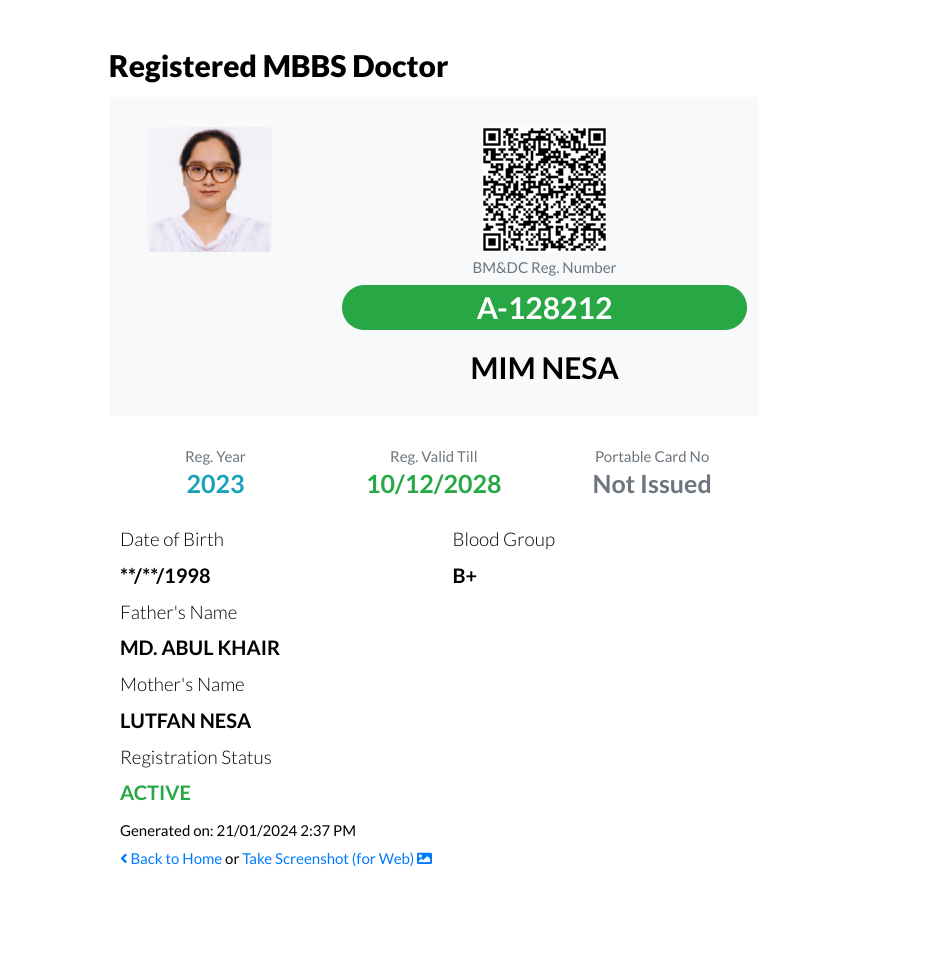 Registered MBBS Doctor
BM&DC Reg. Number
A-128212
MIM NESA
Reg. Year
2023
Reg. Valid Till
10/12/2028
Portable Card No
Not Issued
Date of Birth
**/**/1998
Blood Group
B+
Father's Name
MD. ABUL KHAIR
Mother's Name
LUTFAN NESA
Registration Status
ACTIVE
Generated on: 21/01/2024 2:37 PM
Back to Home or Take Screenshot (for Web)